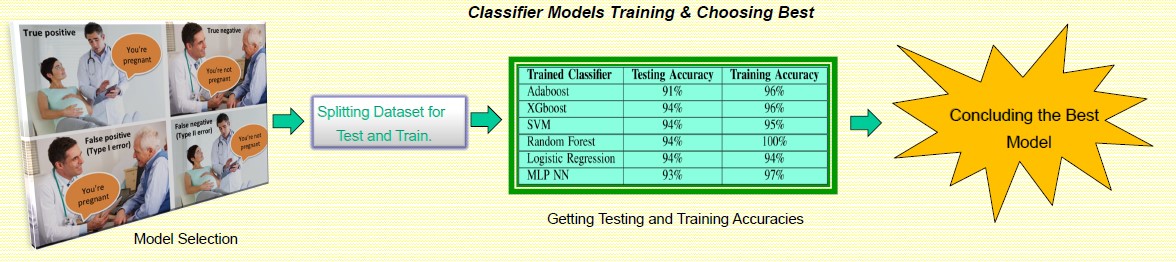 Classifier Models Training & Choosing Best
True positive
You're
pregnant
True negative
You're not
pregnant
False positive
(Type I error)
You're
pregnant
False negative
(Type II error)
You're not
pregnant
Model Selection
Splitting Dataset for
Test and Train.
Trained Classifier Testing Accuracy Training Accuracy
Adaboost 91% 96%
XGboost 94% 96%
SVM 94% 95%
Random Forest 94% 100%
Logistic Regression 94% 94%
MLP NN 93% 97%
Getting Testing and Training Accuracies
Concluding the Best
Model